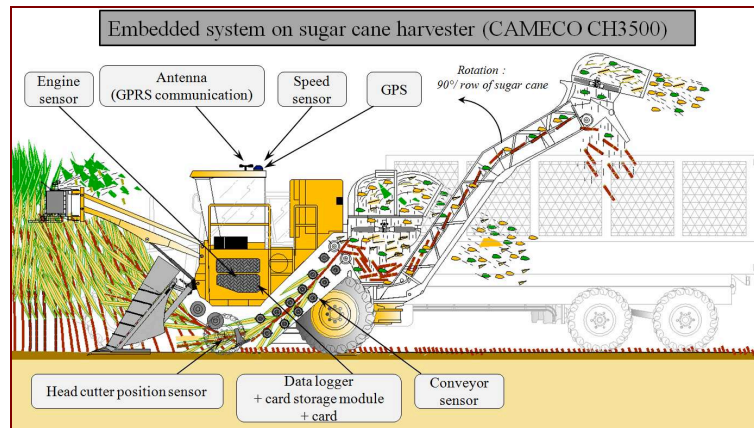 Embedded system on sugar cane harvester (CAMECO CH3500)
Engine
sensor
Antenna
(GPRS communication)
Speed
sensor
GPS
Rotation :
90°/ row of sugar cane
Head cutter position sensor
Data logger
+ card storage module
+ card
Conveyor
sensor